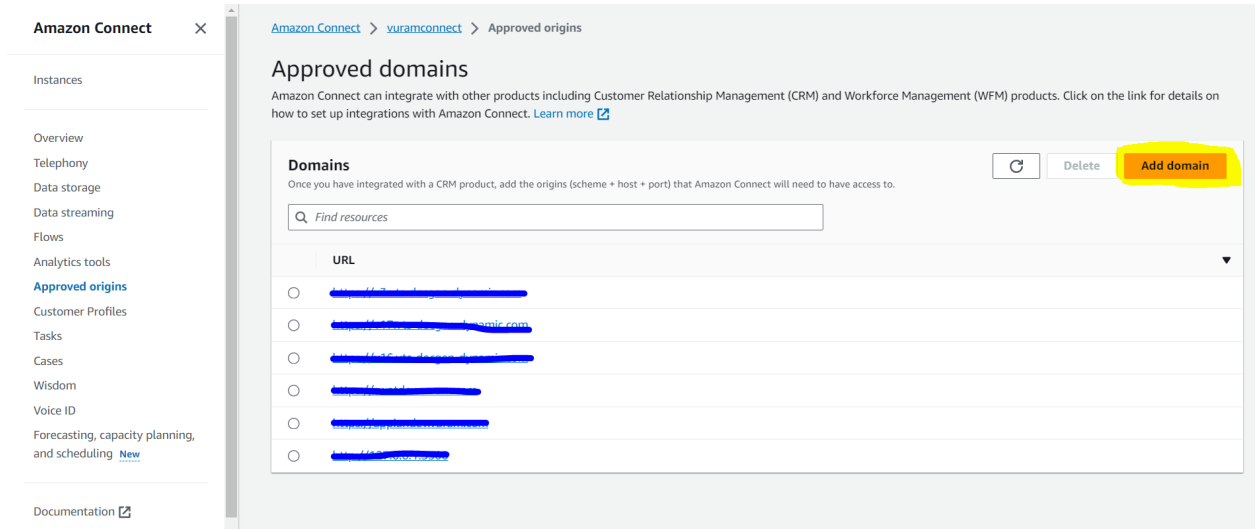 Amazon Connect
Instances
Overview
Telephony
Data storage
Data streaming
Flows
Analytics tools
Approved origins
Customer Profiles
Tasks
Cases
Wisdom
Voice ID
Forecasting, capacity planning,
and scheduling New
Documentation
Amazon Connect > vuramconnect > Approved origins
Approved domains
Amazon Connect can integrate with other products including Customer Relationship Management (CRM) and Workforce Management (WFM) products. Click on the link for details on
how to set up integrations with Amazon Connect. Learn more
Domains
Once you have integrated with a CRM product, add the origins (scheme + host + port) that Amazon Connect will need to have access to.
Delete
Add domain
Find resources
URL